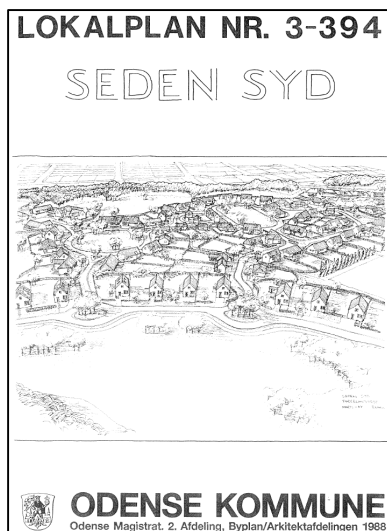 LOKALPLAN NR. 3-394
SEDEN SYD
ODENSE KOMMUNE
Odense Magistrat. 2. Afdeling, Byplan/Arkitektafdelingen 1988